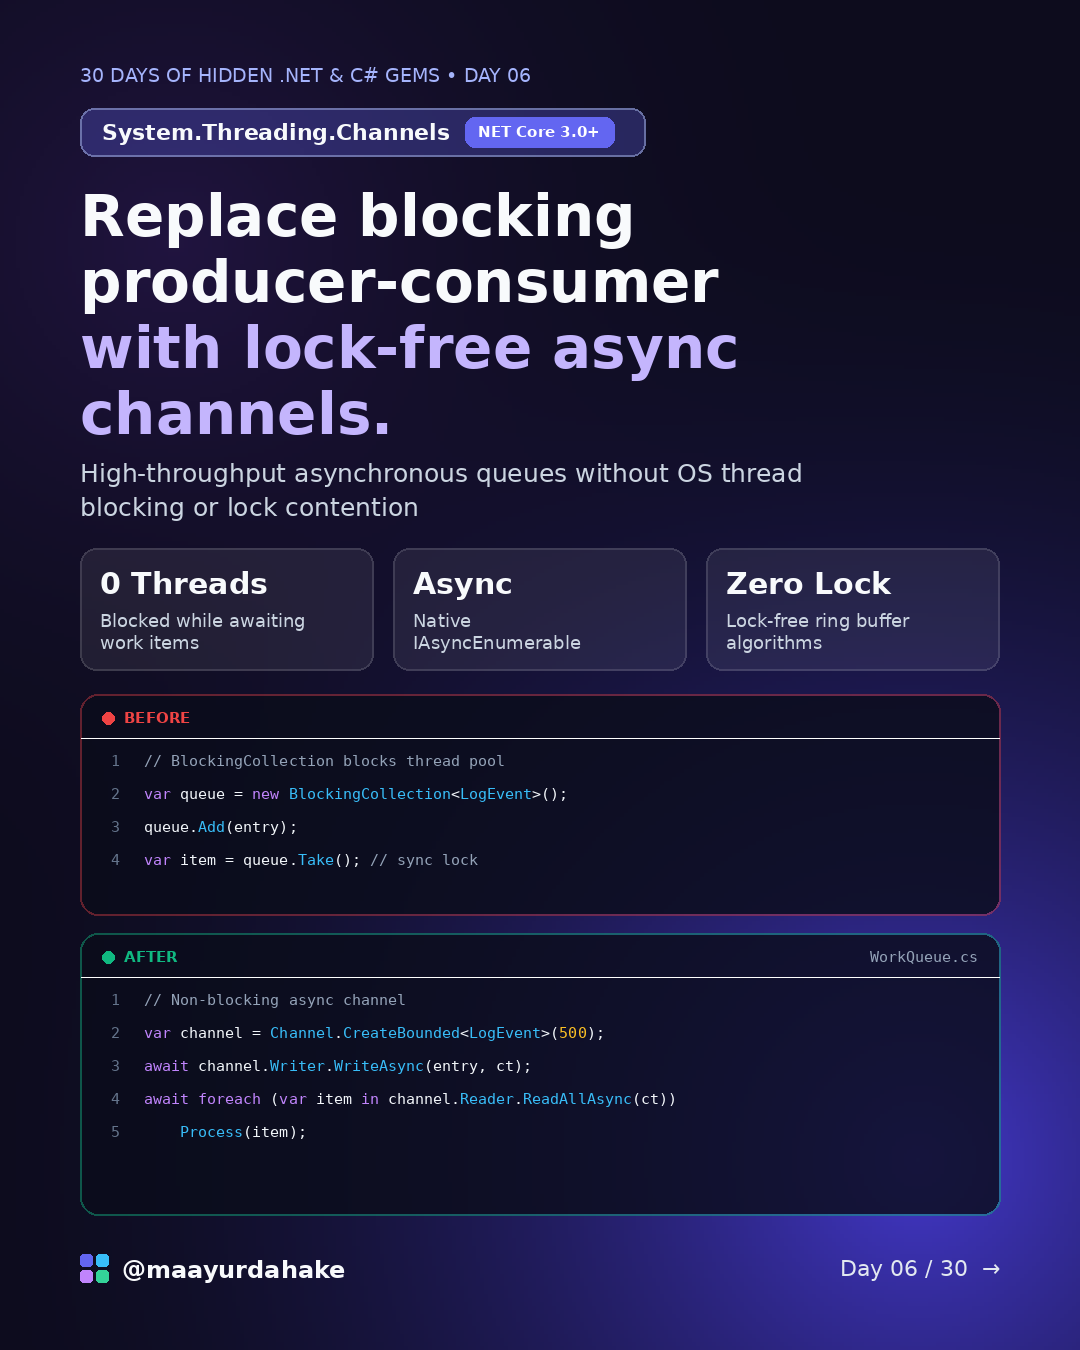 30 DAYS OF HIDDEN .NET & C# GEMS • DAY 06
System.Threading.Channels NET Core 3.0+
Replace blocking
producer-consumer
with lock-free async
channels.
High-throughput asynchronous queues without OS thread
blocking or lock contention
0 Threads
Blocked while awaiting
work items
Async
Native
IAsyncEnumerable
Zero Lock
Lock-free ring buffer
algorithms
BEFORE
1 // BlockingCollection blocks thread pool
2 var queue = new BlockingCollection<LogEvent>();
3 queue.Add(entry);
4 var item = queue.Take(); // sync lock
AFTER WorkQueue.cs
1 // Non-blocking async channel
2 var channel = Channel.CreateBounded<LogEvent>(500);
3 await channel.Writer.WriteAsync(entry, ct);
4 await foreach (var item in channel.Reader.ReadAllAsync(ct))
5     Process(item);
@maayurdahake
Day 06 / 30 →